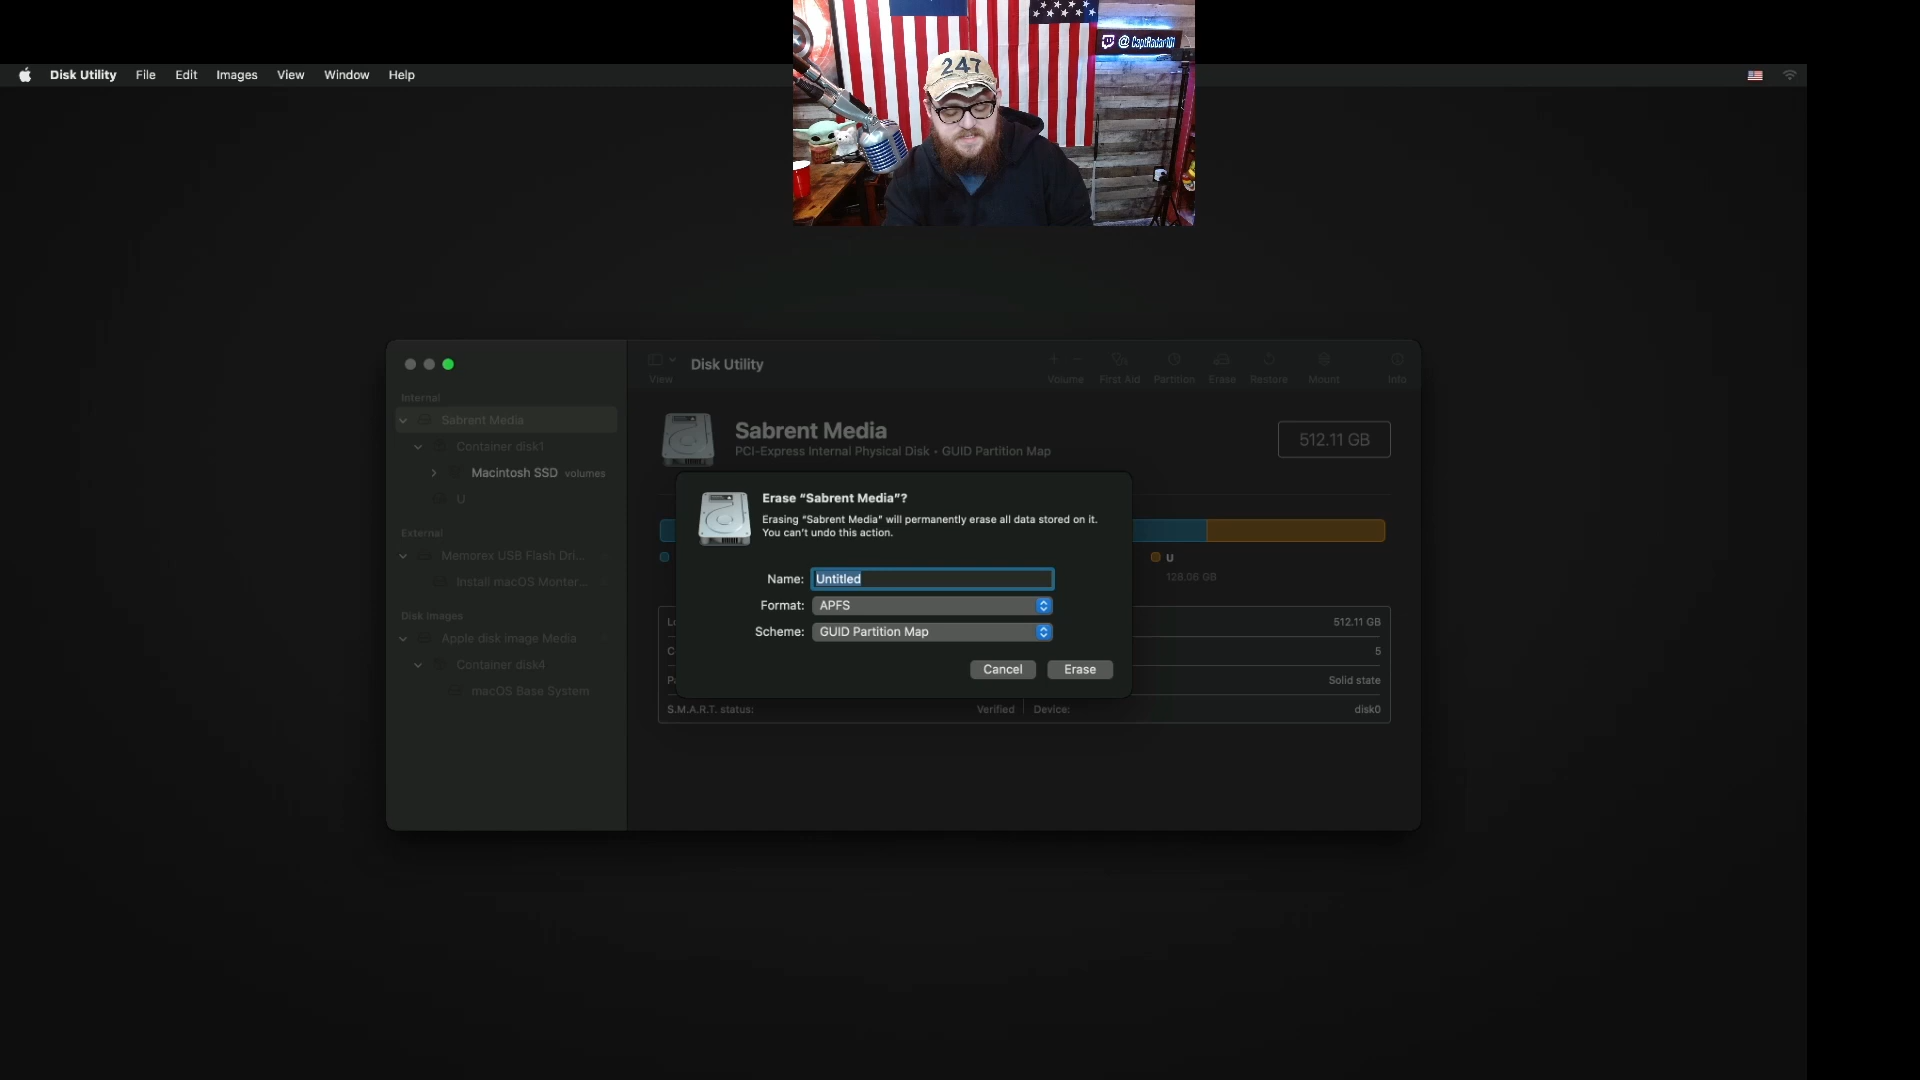 @ CaptRadar101
247
Disk Utility File Edit Images View Window Help
Disk Utility
View
Volume First Aid Partition Erase Restore Mount Info
Internal
Sabrent Media
Container disk1
Macintosh SSD volumes
U
External
Memorex USB Flash Dri...
Install macOS Monter...
Disk Images
Apple disk image Media
Container disk4
macOS Base System
Sabrent Media
PCI-Express Internal Physical Disk • GUID Partition Map
512.11 GB
Erase “Sabrent Media”?
Erasing “Sabrent Media” will permanently erase all data stored on it.
You can’t undo this action.
Name: Untitled
Format: APFS
Scheme: GUID Partition Map
Cancel Erase
U
128.06 GB
512.11 GB
5
Solid state
S.M.A.R.T. status: Verified Device: disk0